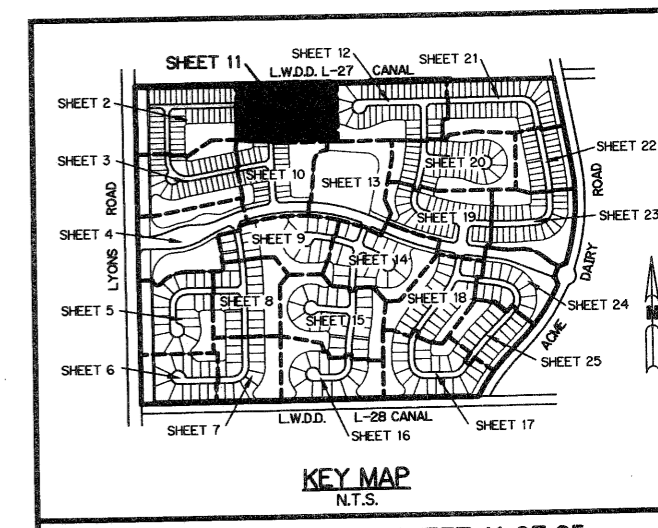 SHEET 11
SHEET 12
L.W.D.D. L-27 CANAL
SHEET 21
SHEET 2
SHEET 3
SHEET 10
SHEET 13
SHEET 20
SHEET 22
SHEET 19
SHEET 23
LYONS ROAD
SHEET 4
SHEET 9
SHEET 14
SHEET 8
SHEET 18
SHEET 24
SHEET 5
SHEET 15
ACME DAIRY ROAD
SHEET 25
SHEET 6
SHEET 7
L.W.D.D. L-28 CANAL
SHEET 16
SHEET 17
N
KEY MAP
N.T.S.